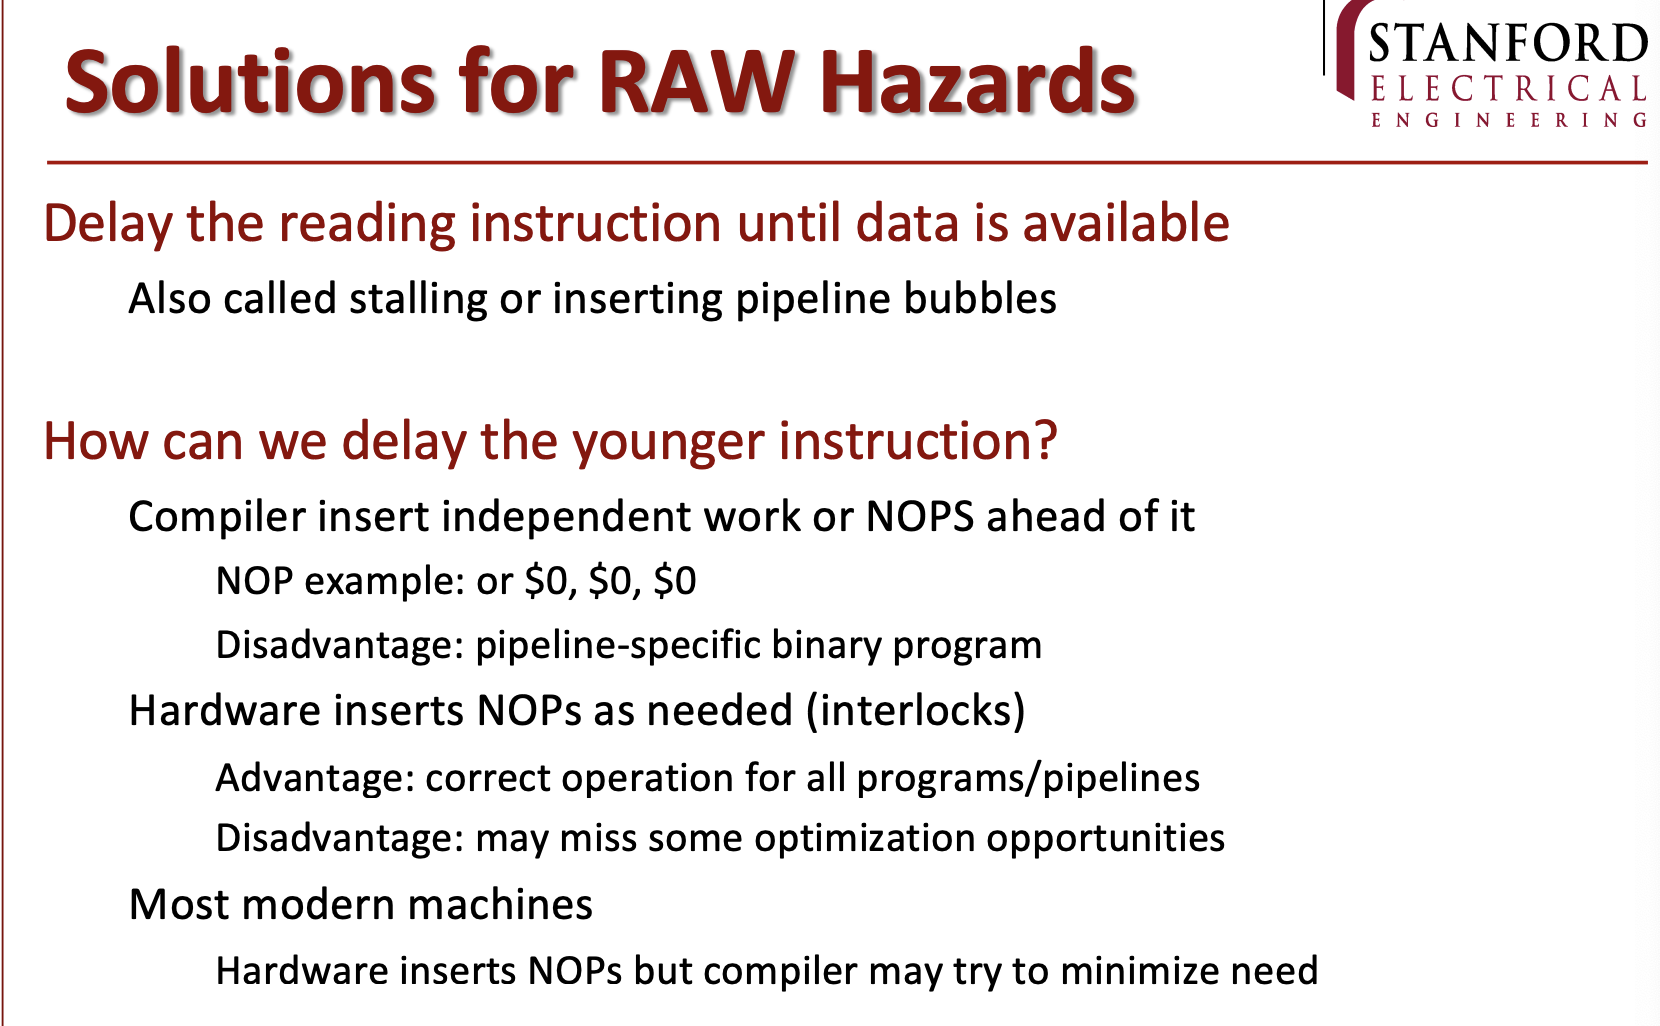 Solutions for RAW Hazards
STANFORD
ELECTRICAL
ENGINEERING
Delay the reading instruction until data is available
Also called stalling or inserting pipeline bubbles
How can we delay the younger instruction?
Compiler insert independent work or NOPS ahead of it
NOP example: or $0, $0, $0
Disadvantage: pipeline-specific binary program
Hardware inserts NOPs as needed (interlocks)
Advantage: correct operation for all programs/pipelines
Disadvantage: may miss some optimization opportunities
Most modern machines
Hardware inserts NOPs but compiler may try to minimize need